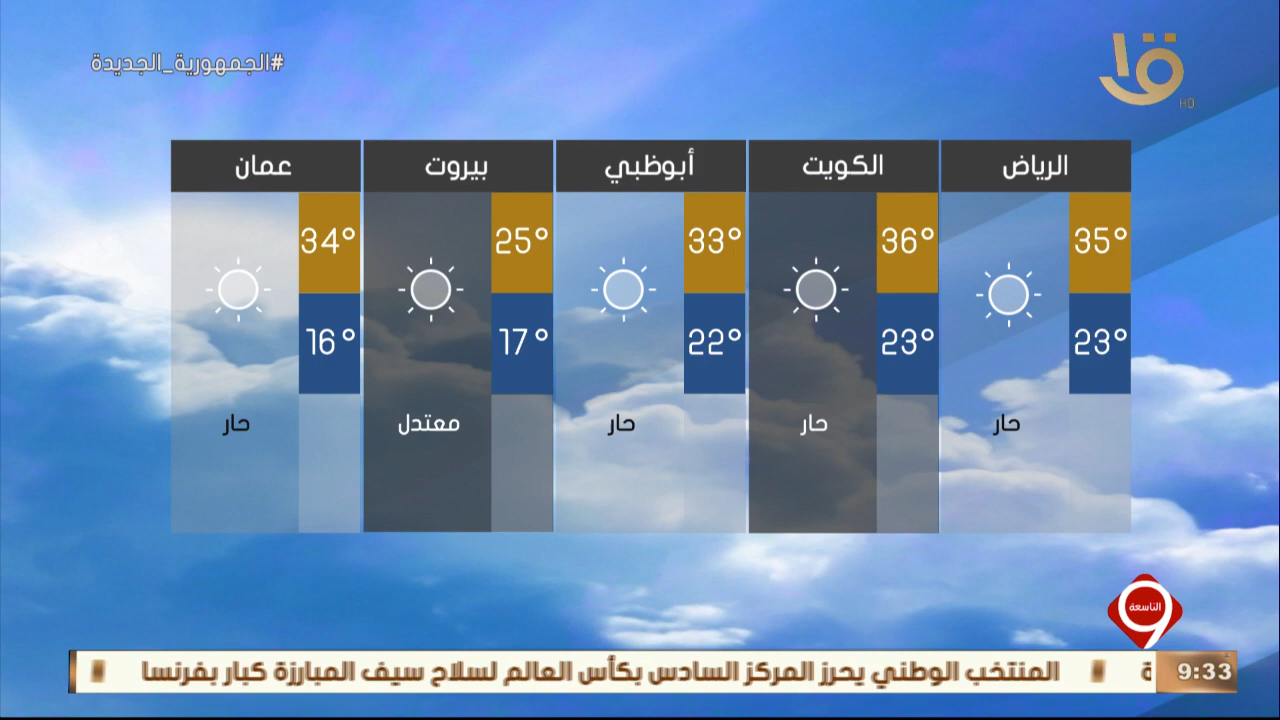 #الجمهورية_الجديدة
ق1
HD
الرياض
35°
23°
حار
الكويت
36°
23°
حار
أبوظبي
33°
22°
حار
بيروت
25°
17°
معتدل
عمان
34°
16°
حار
التاسعة
9
9:33
ة ▪ المنتخب الوطني يحرز المركز السادس بكأس العالم لسلاح سيف المبارزة كبار بفرنسا ▪